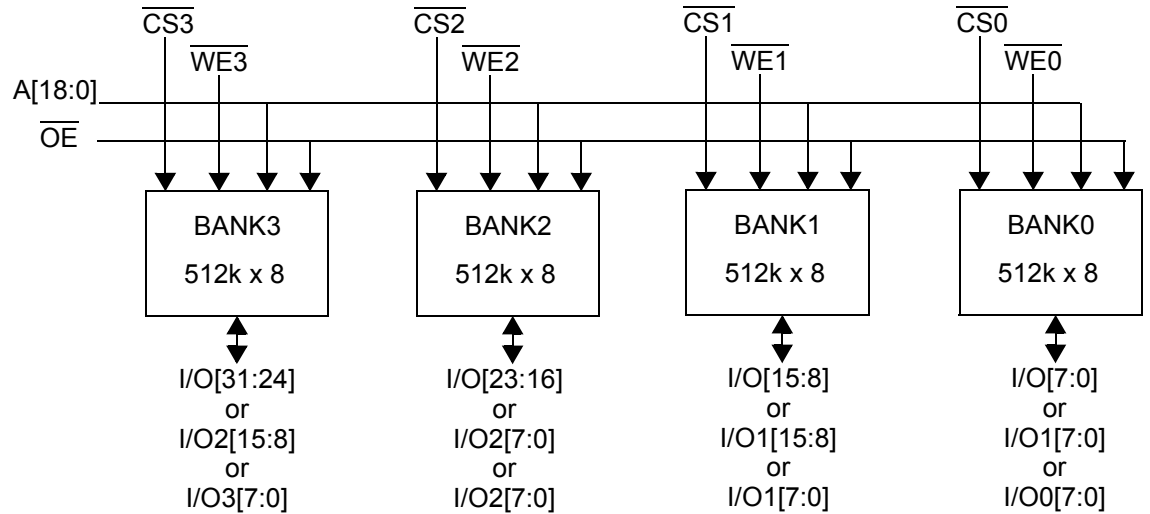 CS3 CS2 CS1 CS0
WE3 WE2 WE1 WE0
A[18:0]
OE
BANK3 BANK2 BANK1 BANK0
512k x 8 512k x 8 512k x 8 512k x 8
I/O[31:24] I/O[23:16] I/O[15:8] I/O[7:0]
or or or or
I/O2[15:8] I/O2[7:0] I/O1[15:8] I/O1[7:0]
or or or or
I/O3[7:0] I/O2[7:0] I/O1[7:0] I/O0[7:0]